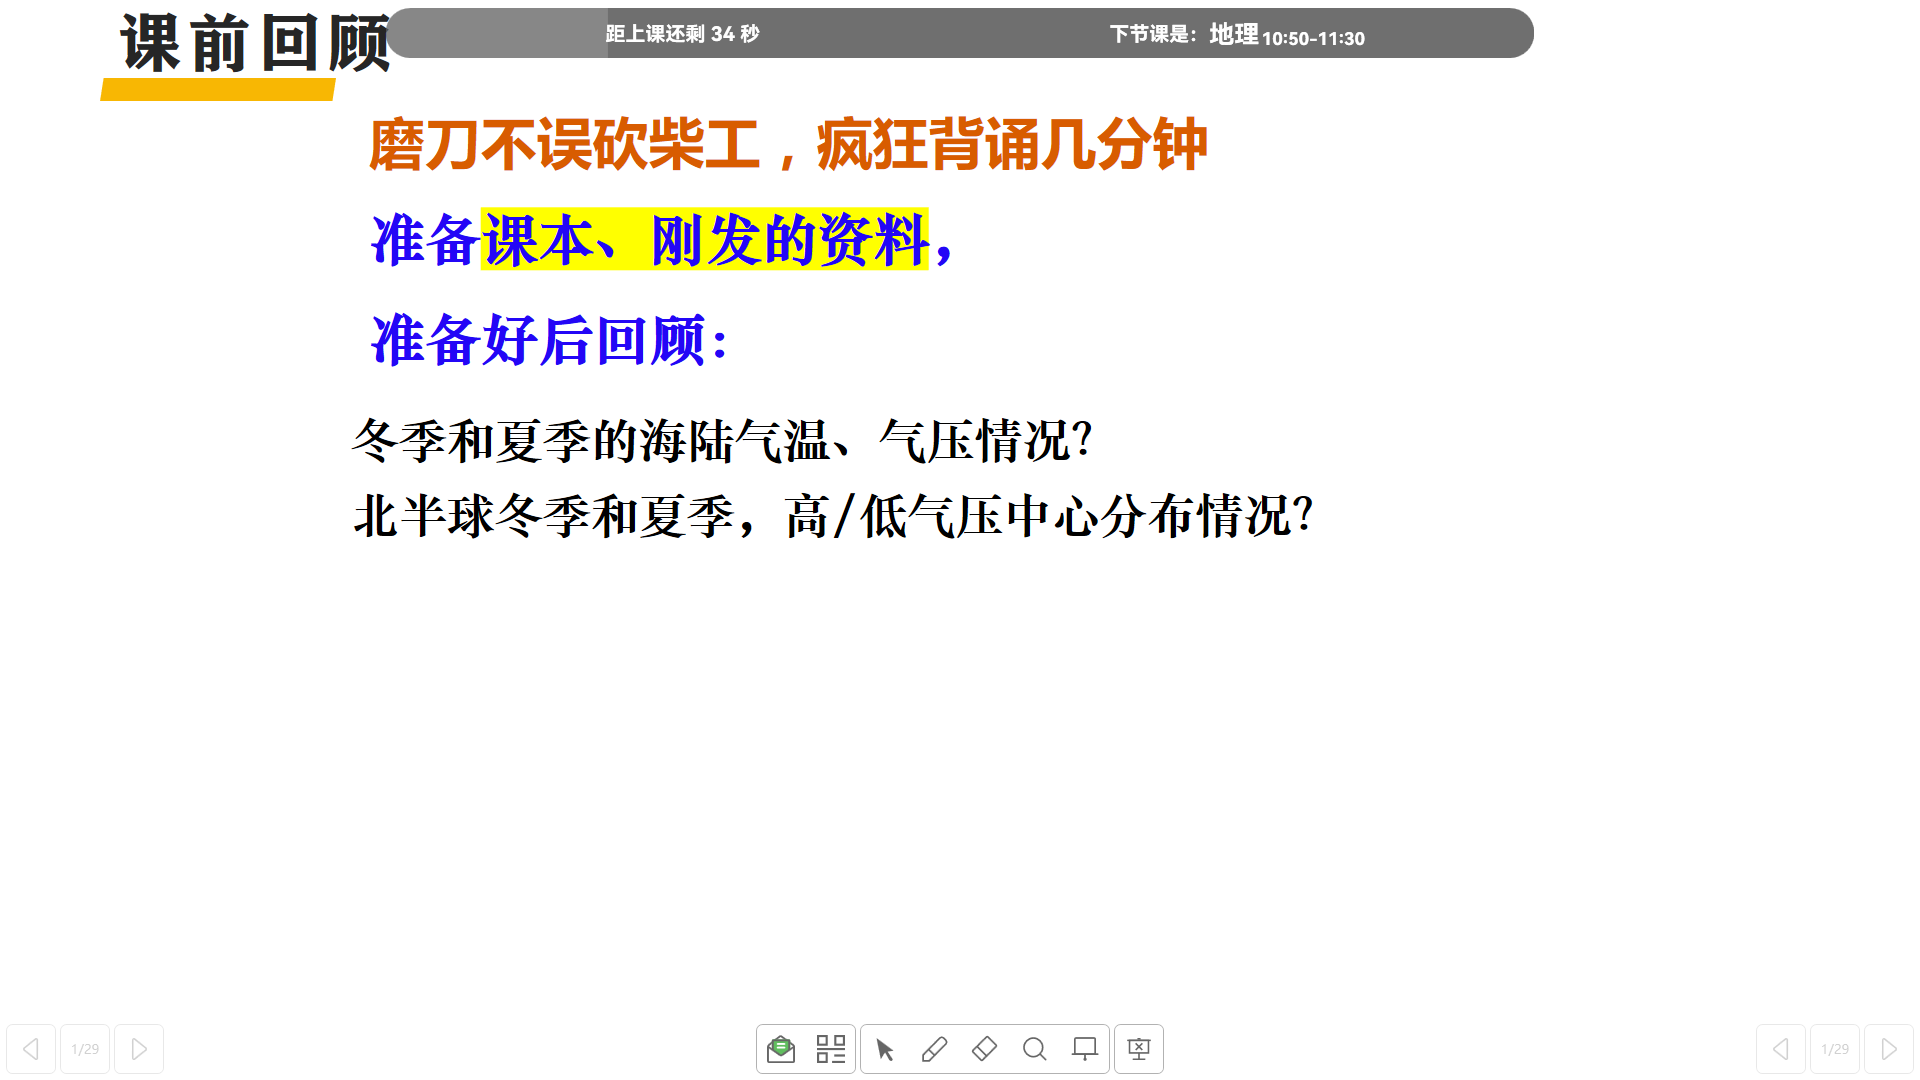 课前回顾
距上课还剩 34 秒
下节课是：地理 10:50-11:30
磨刀不误砍柴工，疯狂背诵几分钟
准备课本、刚发的资料，
准备好后回顾：
冬季和夏季的海陆气温、气压情况？
北半球冬季和夏季，高/低气压中心分布情况？
1/29
1/29